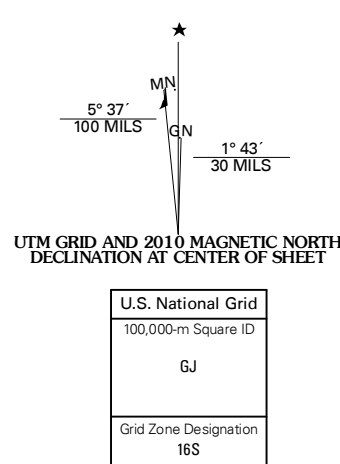 ★
MN
5° 37´
100 MILS
GN
1° 43´
30 MILS
UTM GRID AND 2010 MAGNETIC NORTH
DECLINATION AT CENTER OF SHEET
U.S. National Grid
100,000-m Square ID
GJ
Grid Zone Designation
16S